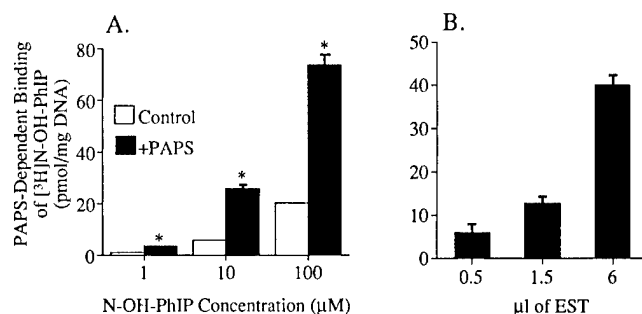 A.
PAPS-Dependent Binding
of [³H]N-OH-PhIP
(pmol/mg DNA)
80
60
40
20
0
Control
+PAPS
*
*
*
1
10
100
N-OH-PhIP Concentration (μM)
B.
50
40
30
20
10
0
0.5
1.5
6
μl of EST